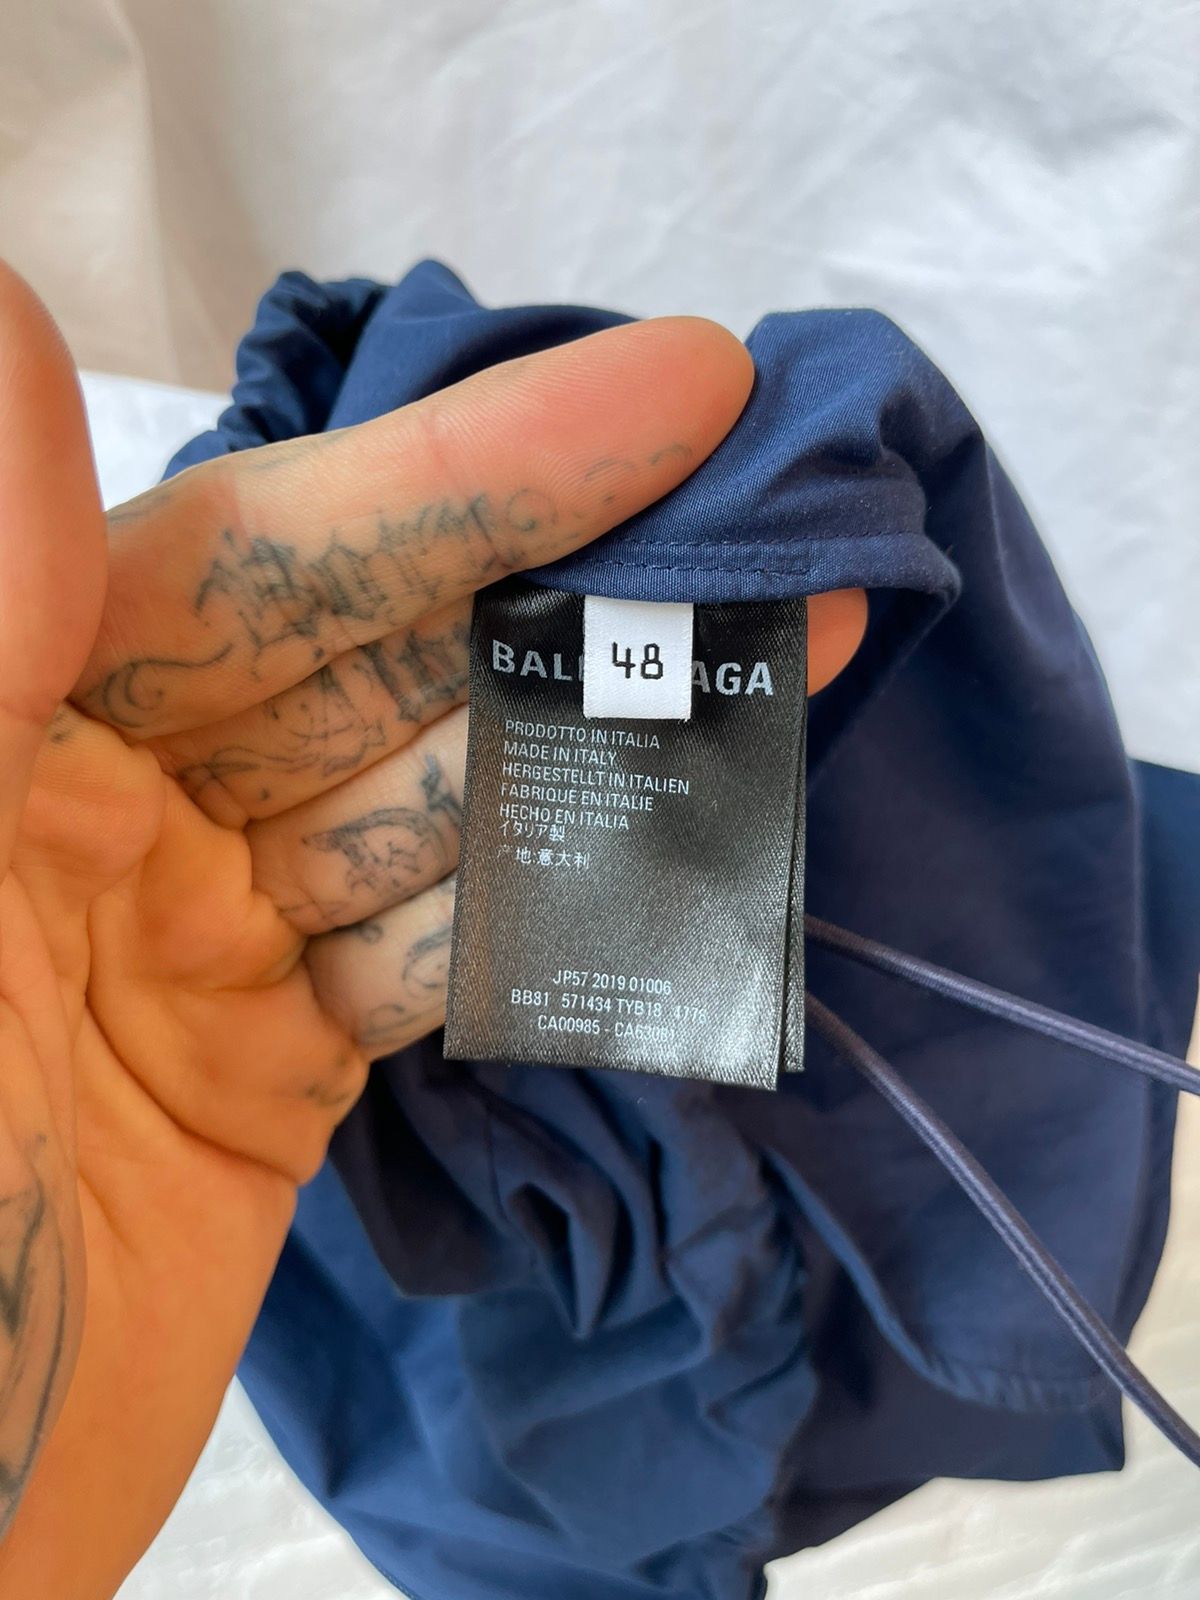 BAL AGA
48
PRODOTTO IN ITALIA
MADE IN ITALY
HERGESTELLT IN ITALIEN
FABRIQUE EN ITALIE
HECHO EN ITALIA
イタリア製
产地:意大利
JP57 2019 01006
BB81 571434 TYB18 4776
CA00985 -